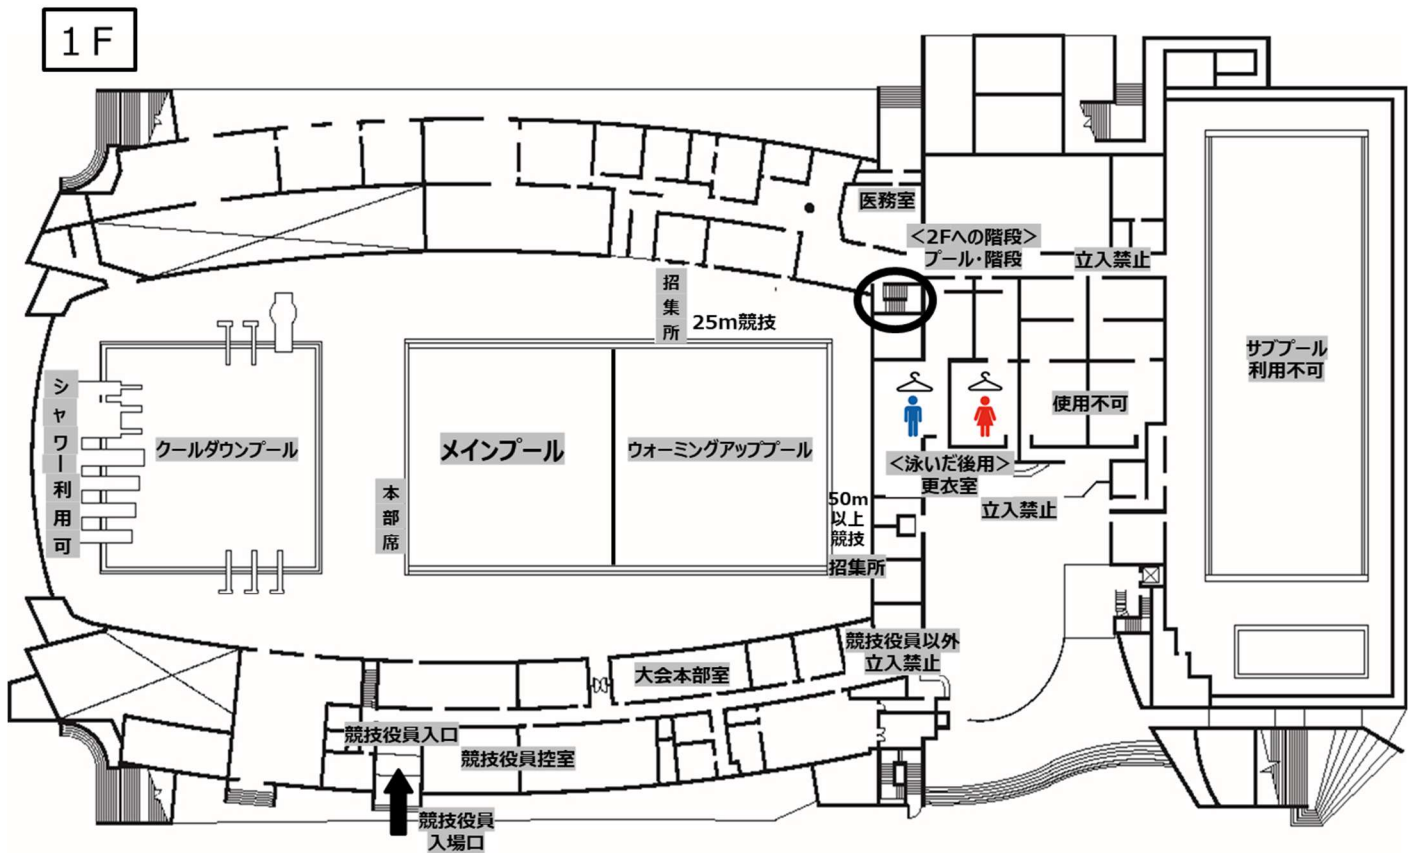 1F
医務室
<2Fへの階段>
プール・階段
立入禁止
招集所
25m競技
サブプール
利用不可
シャワー利用可
クールダウンプール
メインプール
ウォーミングアッププール
使用不可
<泳いだ後用>
更衣室
本部席
50m
以上
競技
立入禁止
招集所
競技役員以外
立入禁止
大会本部室
競技役員入口
競技役員控室
競技役員
入場口